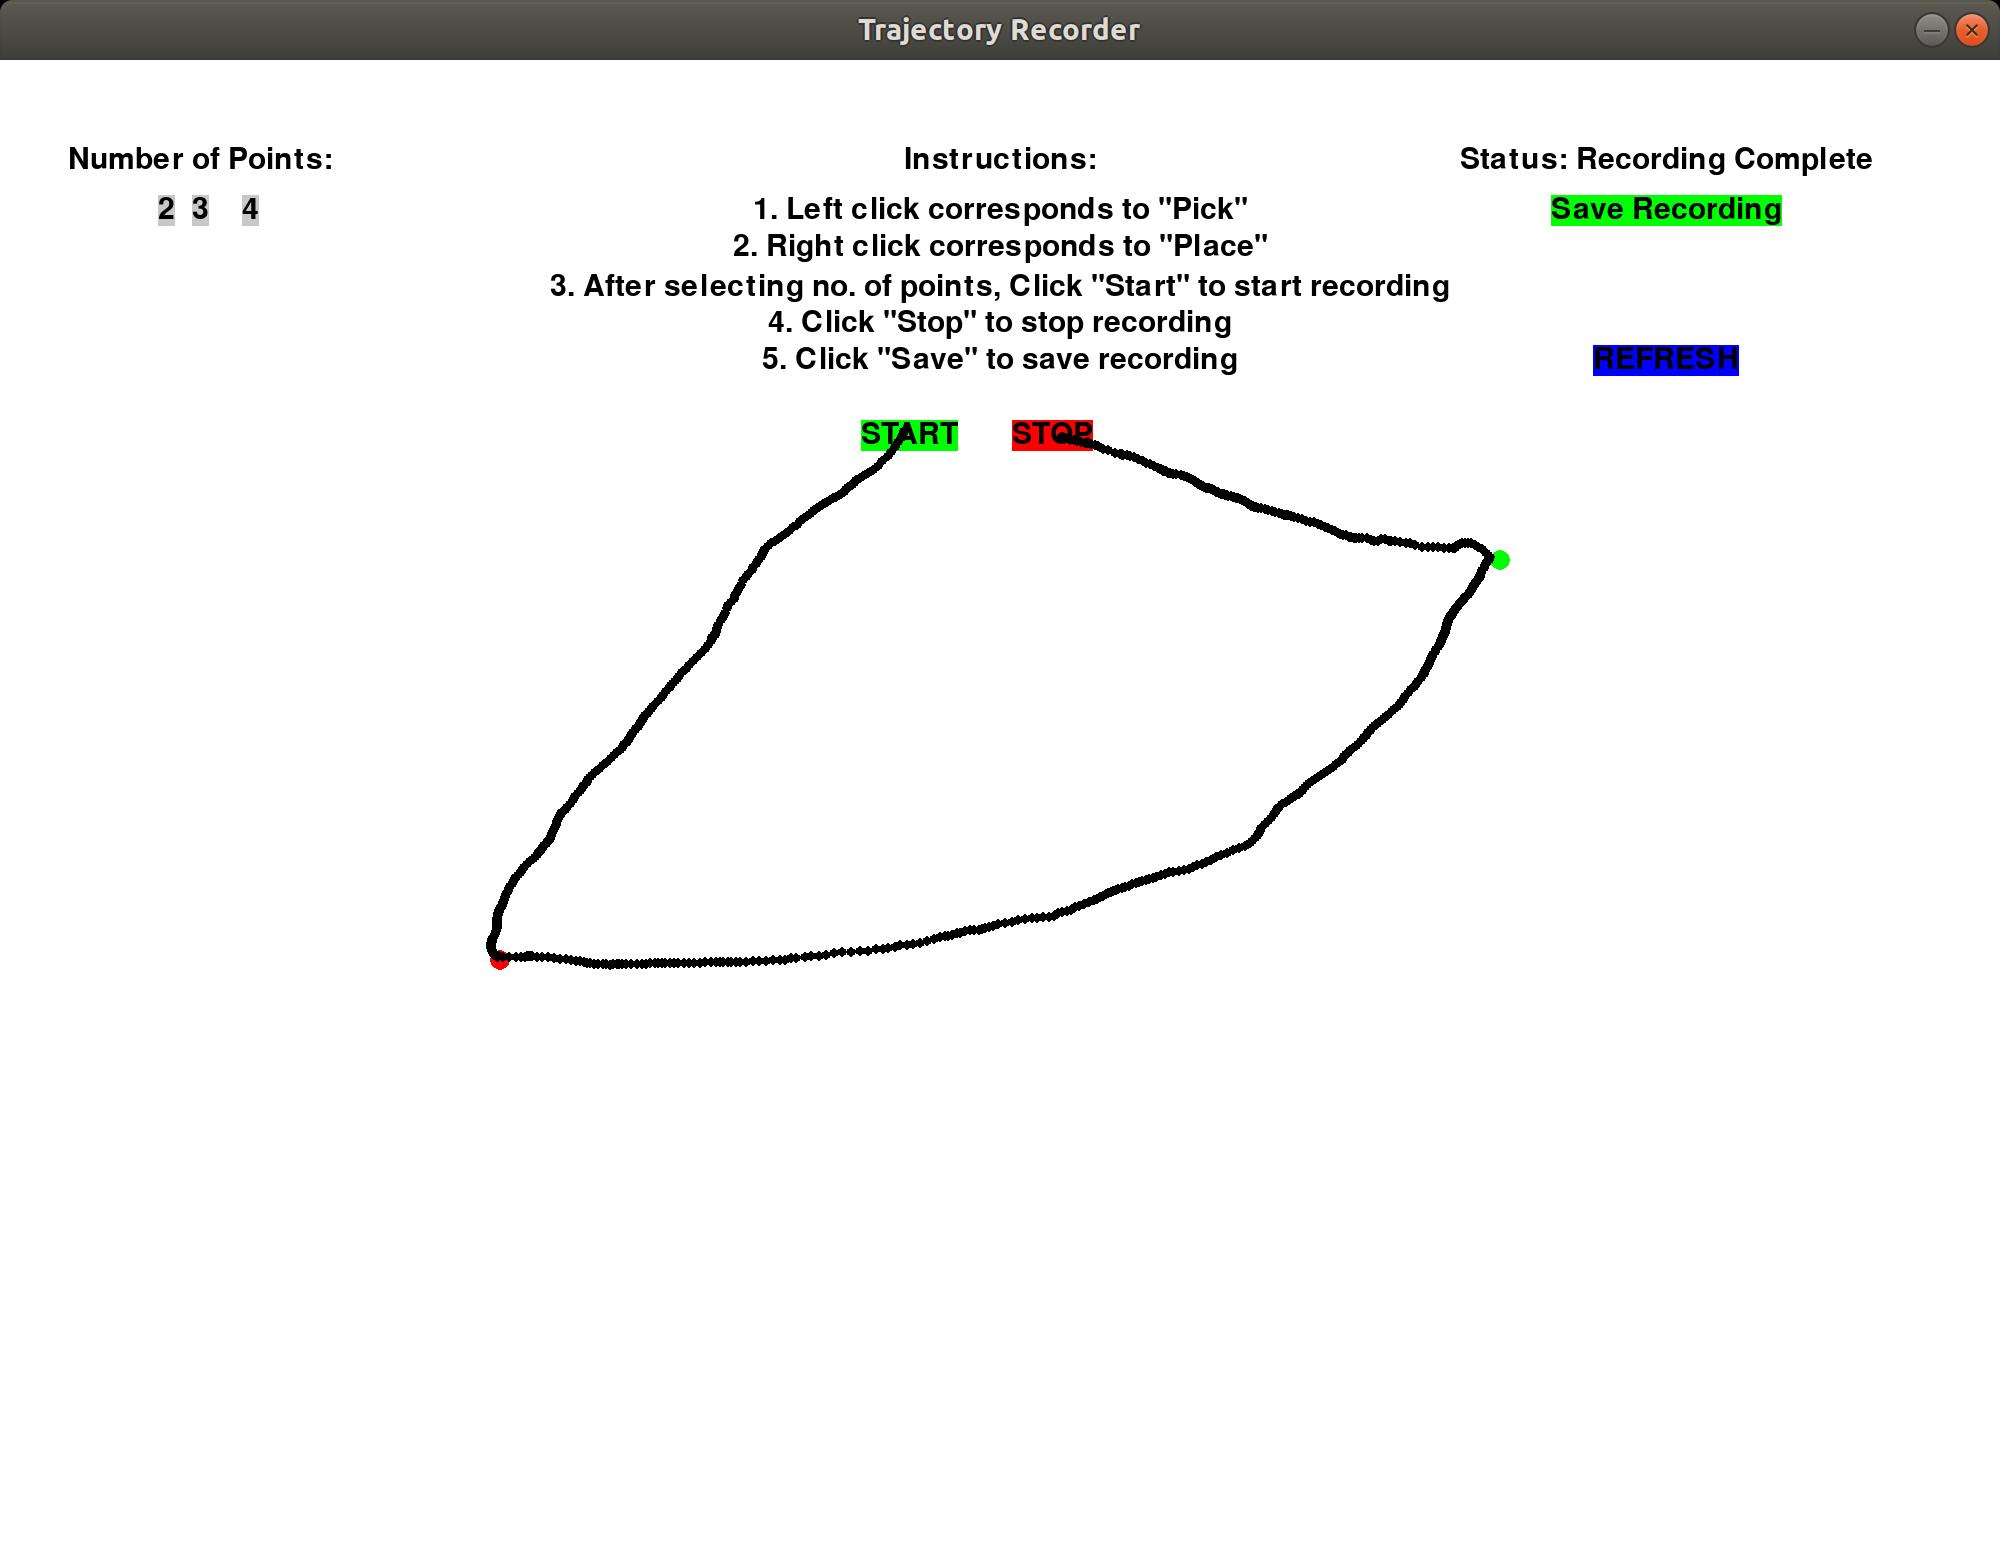 Trajectory Recorder
Number of Points:
2 3 4
Instructions:
1. Left click corresponds to "Pick"
2. Right click corresponds to "Place"
3. After selecting no. of points, Click "Start" to start recording
4. Click "Stop" to stop recording
5. Click "Save" to save recording
Status: Recording Complete
Save Recording
REFRESH
START
STOP